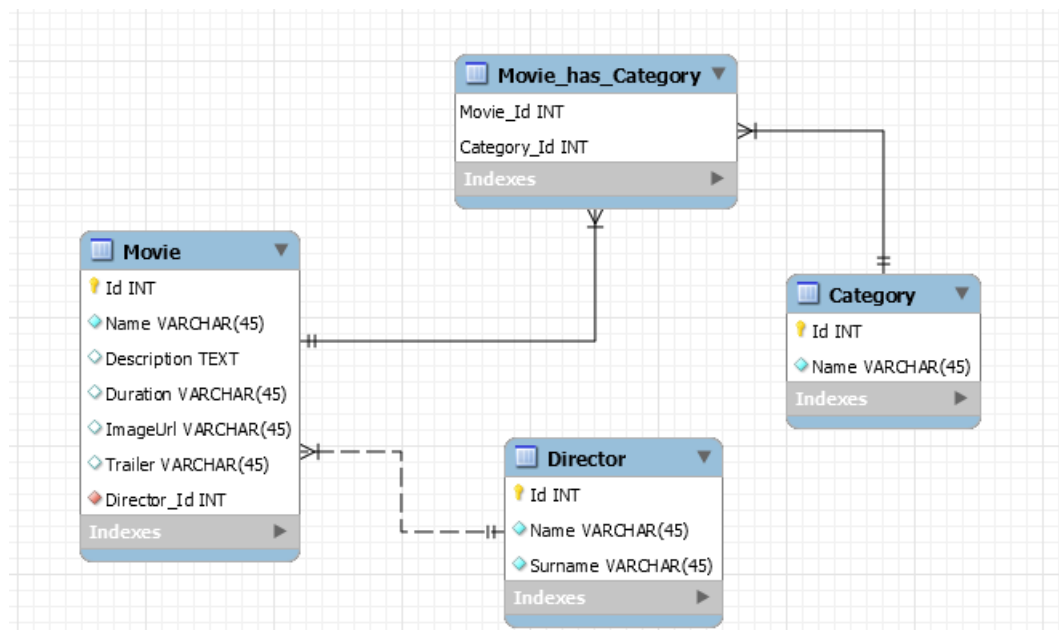 Movie_has_Category
Movie_Id INT
Category_Id INT
Indexes
Movie
Id INT
Name VARCHAR(45)
Description TEXT
Duration VARCHAR(45)
ImageUrl VARCHAR(45)
Trailer VARCHAR(45)
Director_Id INT
Indexes
Category
Id INT
Name VARCHAR(45)
Indexes
Director
Id INT
Name VARCHAR(45)
Surname VARCHAR(45)
Indexes